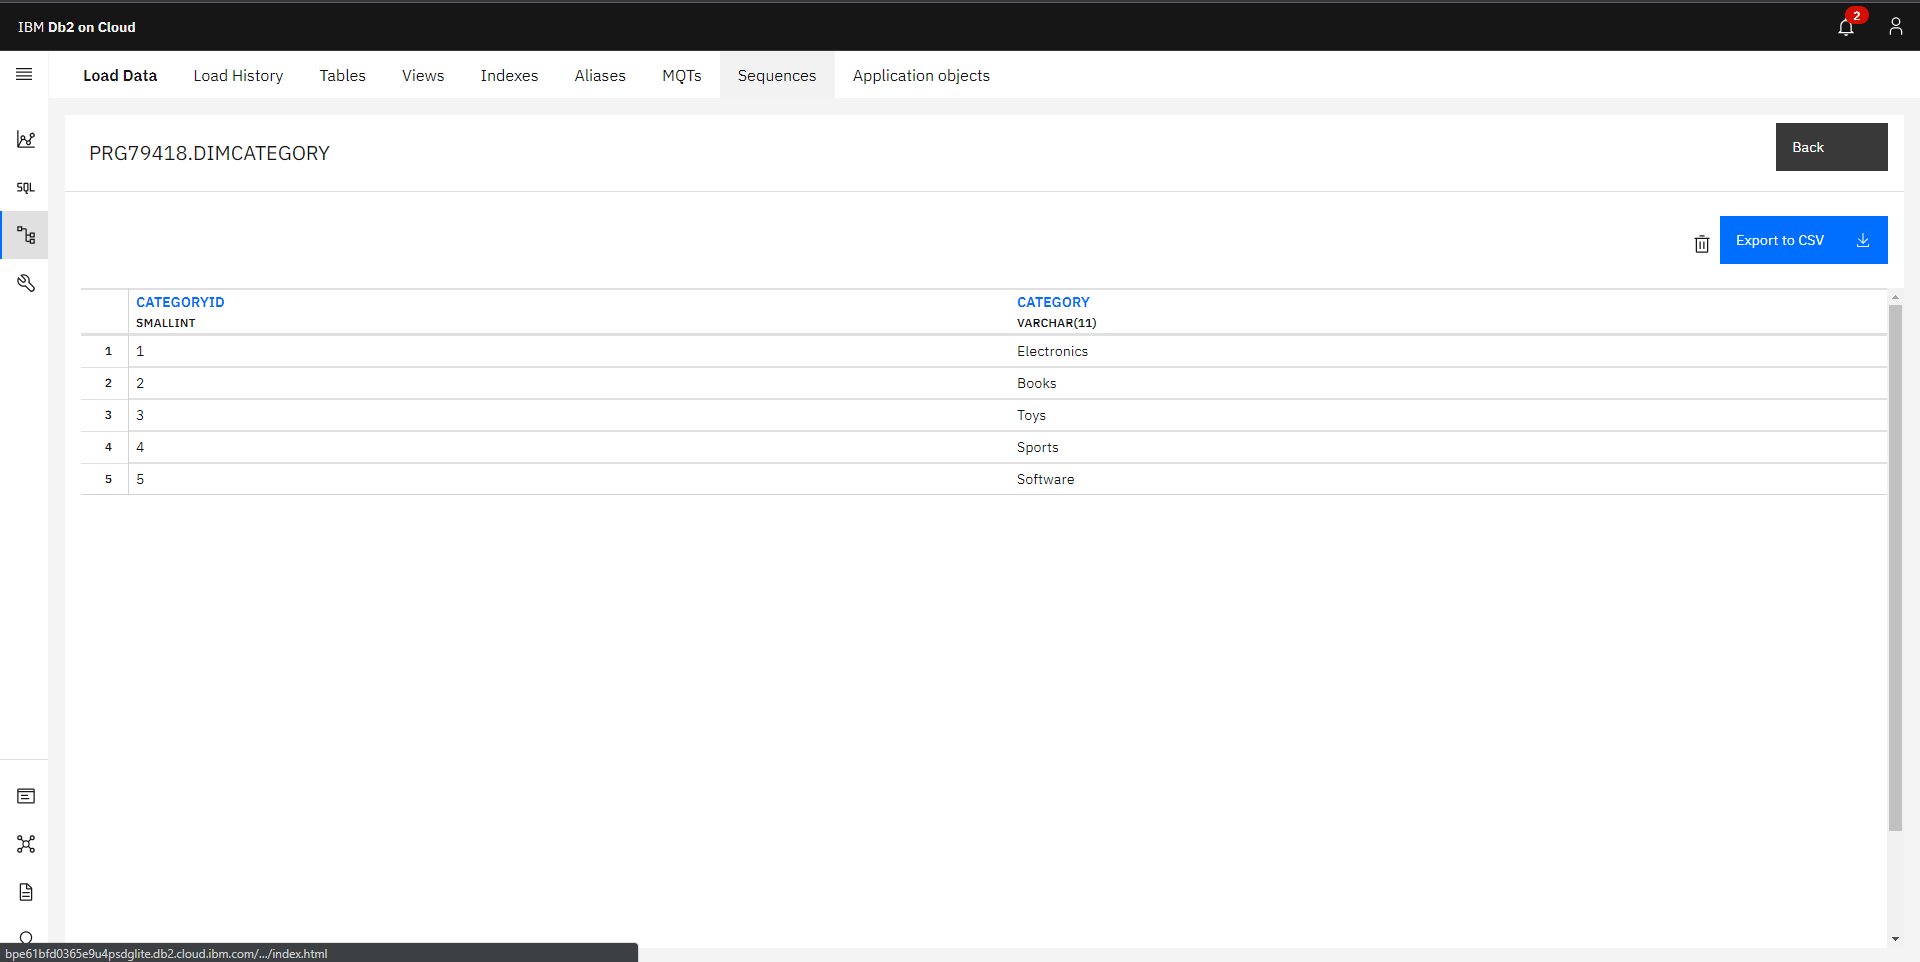 IBM Db2 on Cloud
2
Load Data Load History Tables Views Indexes Aliases MQTs Sequences Application objects
SQL
PRG79418.DIMCATEGORY
Back
Export to CSV
CATEGORYID CATEGORY
SMALLINT VARCHAR(11)
1 1 Electronics
2 2 Books
3 3 Toys
4 4 Sports
5 5 Software
bpe61bfd0365e9u4psdglite.db2.cloud.ibm.com/.../index.html